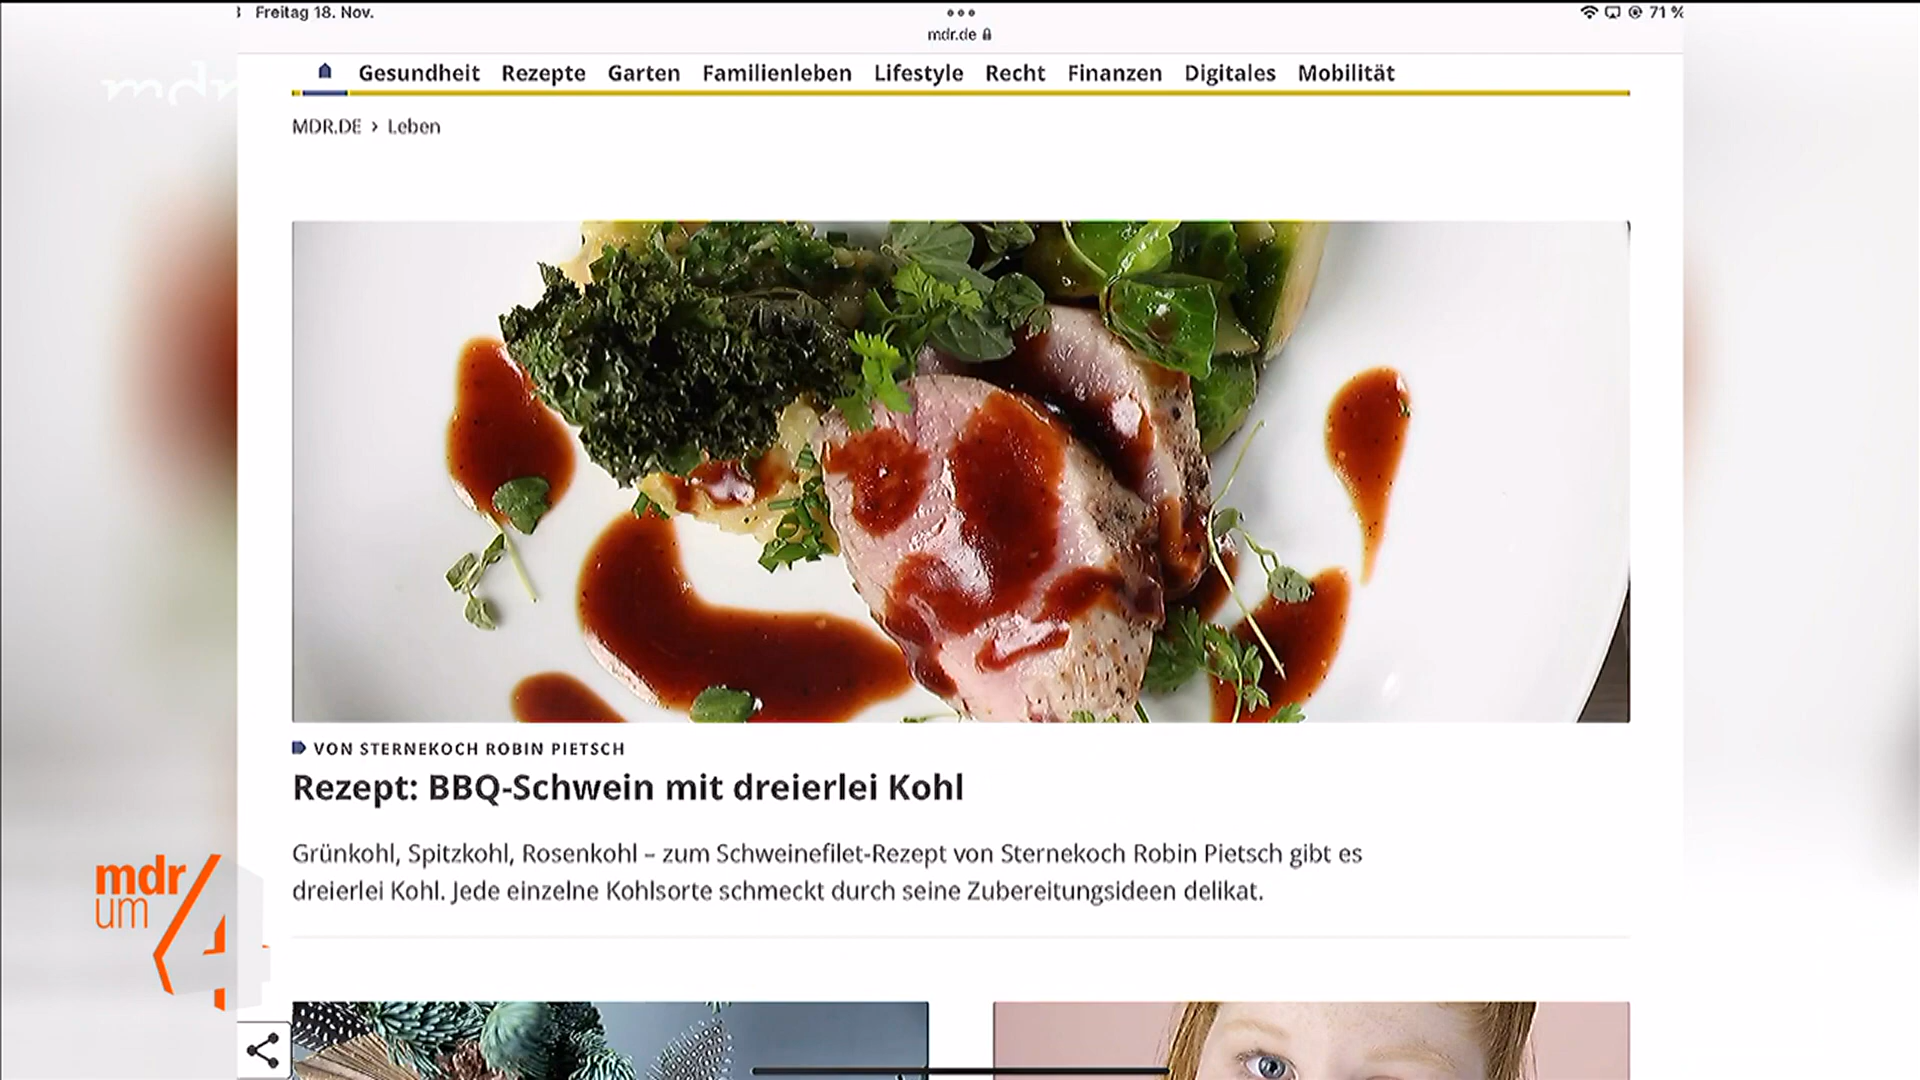 Freitag 18. Nov.
71 %
mdr.de
mdr
Gesundheit Rezepte Garten Familienleben Lifestyle Recht Finanzen Digitales Mobilität
MDR.DE > Leben
VON STERNEKOCH ROBIN PIETSCH
Rezept: BBQ-Schwein mit dreierlei Kohl
Grünkohl, Spitzkohl, Rosenkohl – zum Schweinefilet-Rezept von Sternekoch Robin Pietsch gibt es
dreierlei Kohl. Jede einzelne Kohlsorte schmeckt durch seine Zubereitungsideen delikat.
mdr
um
4